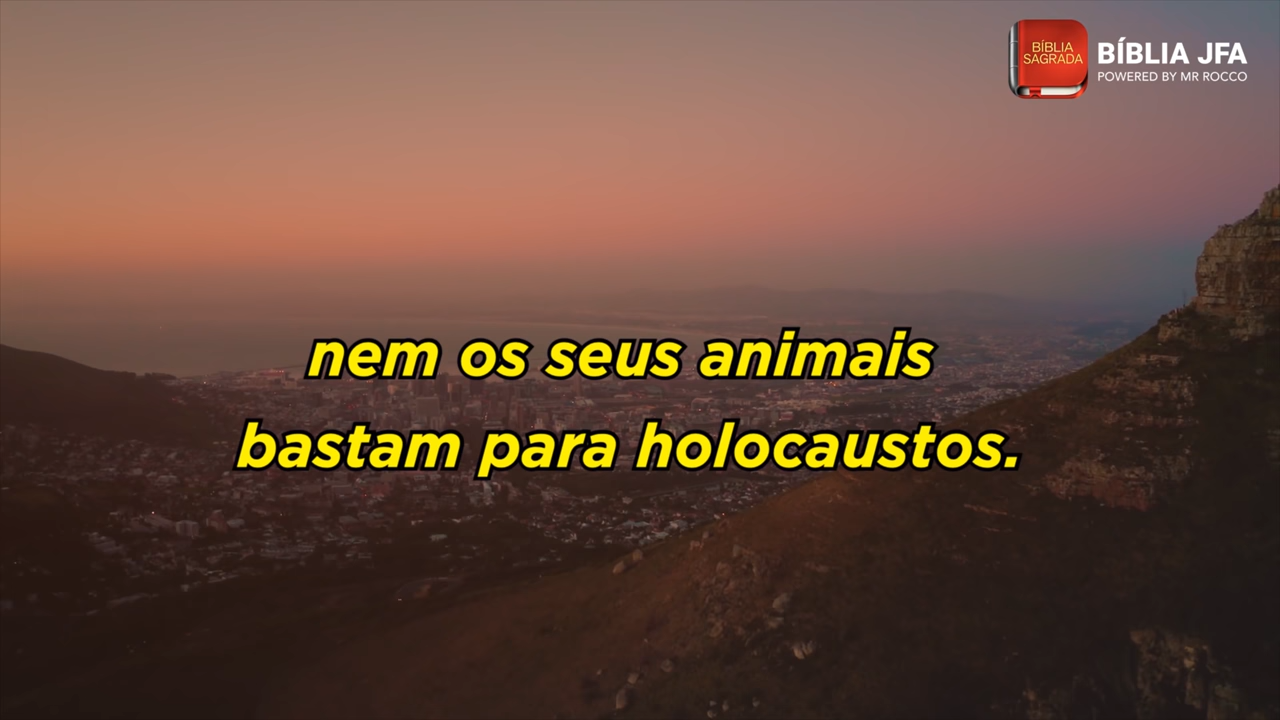 BÍBLIA
SAGRADA
BÍBLIA JFA
POWERED BY MR ROCCO
nem os seus animais
bastam para holocaustos.